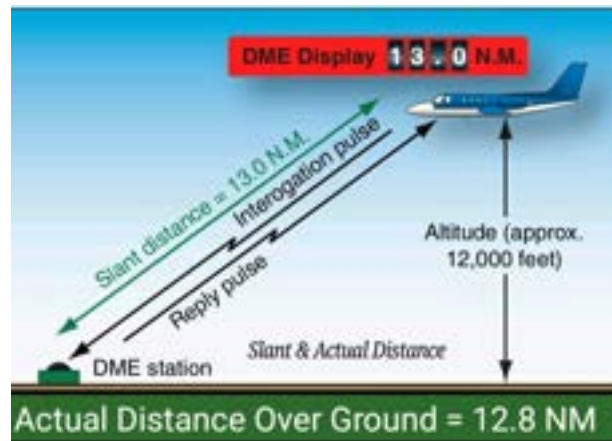 DME Display 13.0 N.M.
Slant distance = 13.0 N.M.
Interogation pulse
Reply pulse
Altitude (approx.
12,000 feet)
Slant & Actual Distance
DME station
Actual Distance Over Ground = 12.8 NM